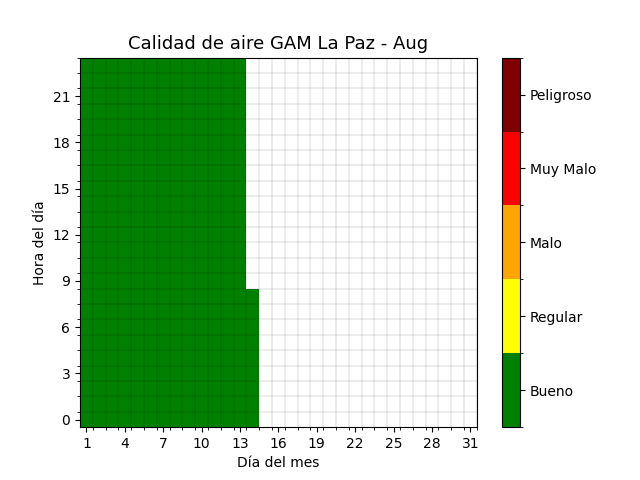 Calidad de aire GAM La Paz - Aug
Hora del día
21
18
15
12
9
6
3
0
1 4 7 10 13 16 19 22 25 28 31
Día del mes
Peligroso
Muy Malo
Malo
Regular
Bueno